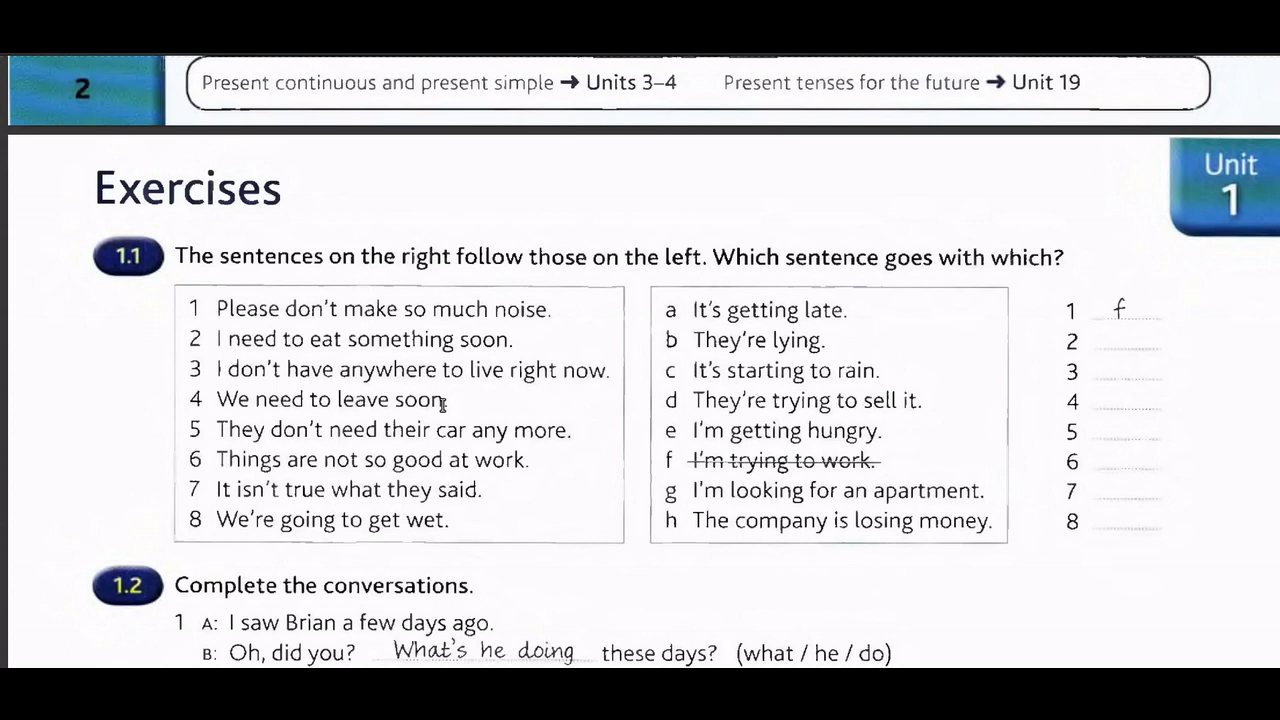 2
Present continuous and present simple → Units 3–4 Present tenses for the future → Unit 19
Exercises
Unit
1
1.1 The sentences on the right follow those on the left. Which sentence goes with which?
1 Please don't make so much noise.
2 I need to eat something soon.
3 I don't have anywhere to live right now.
4 We need to leave soon.
5 They don't need their car any more.
6 Things are not so good at work.
7 It isn't true what they said.
8 We're going to get wet.
a It's getting late.
b They're lying.
c It's starting to rain.
d They're trying to sell it.
e I'm getting hungry.
f I'm trying to work.
g I'm looking for an apartment.
h The company is losing money.
1 f
2
3
4
5
6
7
8
1.2 Complete the conversations.
1 A: I saw Brian a few days ago.
B: Oh, did you? What's he doing these days? (what / he / do)